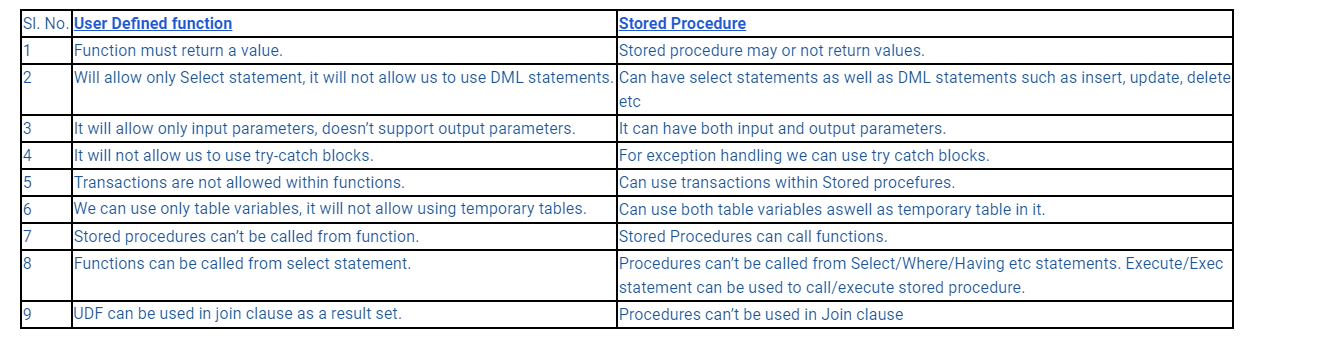 Sl. No. User Defined function Stored Procedure
1 Function must return a value. Stored procedure may or not return values.
2 Will allow only Select statement, it will not allow us to use DML statements. Can have select statements as well as DML statements such as insert, update, delete
etc
3 It will allow only input parameters, doesn't support output parameters. It can have both input and output parameters.
4 It will not allow us to use try-catch blocks. For exception handling we can use try catch blocks.
5 Transactions are not allowed within functions. Can use transactions within Stored procefures.
6 We can use only table variables, it will not allow using temporary tables. Can use both table variables aswell as temporary table in it.
7 Stored procedures can't be called from function. Stored Procedures can call functions.
8 Functions can be called from select statement. Procedures can't be called from Select/Where/Having etc statements. Execute/Exec
statement can be used to call/execute stored procedure.
9 UDF can be used in join clause as a result set. Procedures can't be used in Join clause